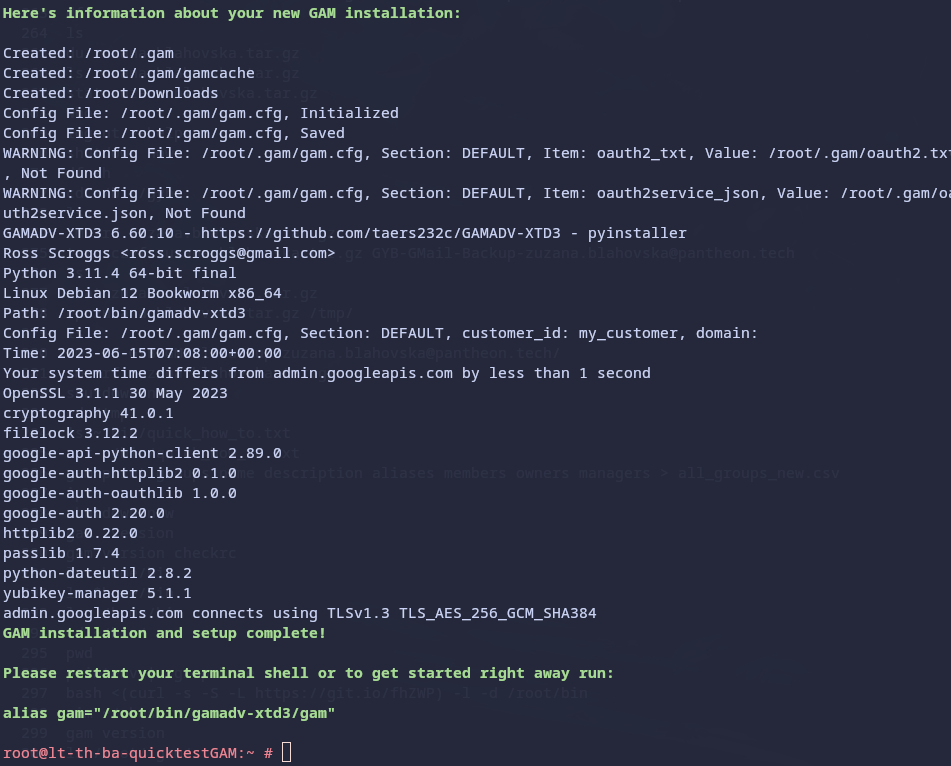 Here's information about your new GAM installation:
Created: /root/.gam
Created: /root/.gam/gamcache
Created: /root/Downloads
Config File: /root/.gam/gam.cfg, Initialized
Config File: /root/.gam/gam.cfg, Saved
WARNING: Config File: /root/.gam/gam.cfg, Section: DEFAULT, Item: oauth2_txt, Value: /root/.gam/oauth2.txt
, Not Found
WARNING: Config File: /root/.gam/gam.cfg, Section: DEFAULT, Item: oauth2service_json, Value: /root/.gam/oa
uth2service.json, Not Found
GAMADV-XTD3 6.60.10 - https://github.com/taers232c/GAMADV-XTD3 - pyinstaller
Ross Scroggs <ross.scroggs@gmail.com>
Python 3.11.4 64-bit final
Linux Debian 12 Bookworm x86_64
Path: /root/bin/gamadv-xtd3
Config File: /root/.gam/gam.cfg, Section: DEFAULT, customer_id: my_customer, domain:
Time: 2023-06-15T07:08:00+00:00
Your system time differs from admin.googleapis.com by less than 1 second
OpenSSL 3.1.1 30 May 2023
cryptography 41.0.1
filelock 3.12.2
google-api-python-client 2.89.0
google-auth-httplib2 0.1.0
google-auth-oauthlib 1.0.0
google-auth 2.20.0
httplib2 0.22.0
passlib 1.7.4
python-dateutil 2.8.2
yubikey-manager 5.1.1
admin.googleapis.com connects using TLSv1.3 TLS_AES_256_GCM_SHA384
GAM installation and setup complete!
Please restart your terminal shell or to get started right away run:
alias gam="/root/bin/gamadv-xtd3/gam"
root@lt-th-ba-quicktestGAM:~ #